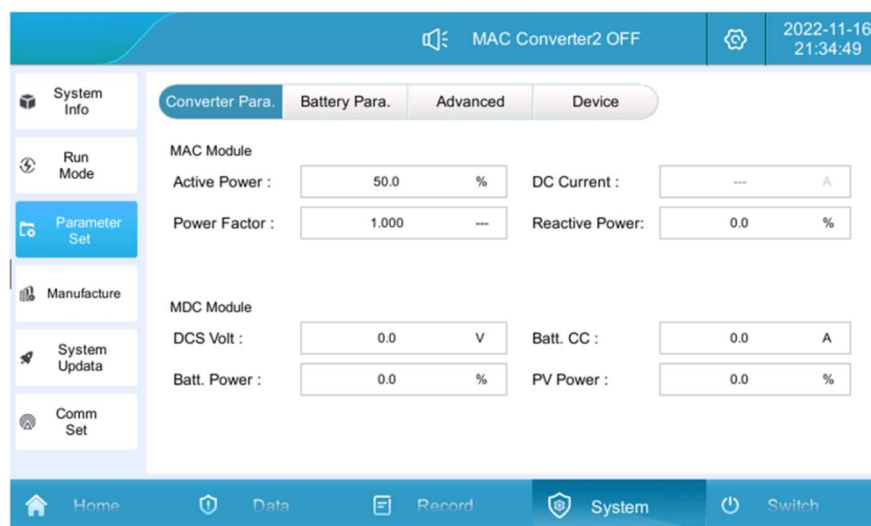 MAC Converter2 OFF
2022-11-16
21:34:49
System
Info
Run
Mode
Parameter
Set
Manufacture
System
Updata
Comm
Set
Converter Para. Battery Para. Advanced Device
MAC Module
Active Power : 50.0 % DC Current : --- A
Power Factor : 1.000 --- Reactive Power: 0.0 %
MDC Module
DCS Volt : 0.0 V Batt. CC : 0.0 A
Batt. Power : 0.0 % PV Power : 0.0 %
Home Data Record System Switch